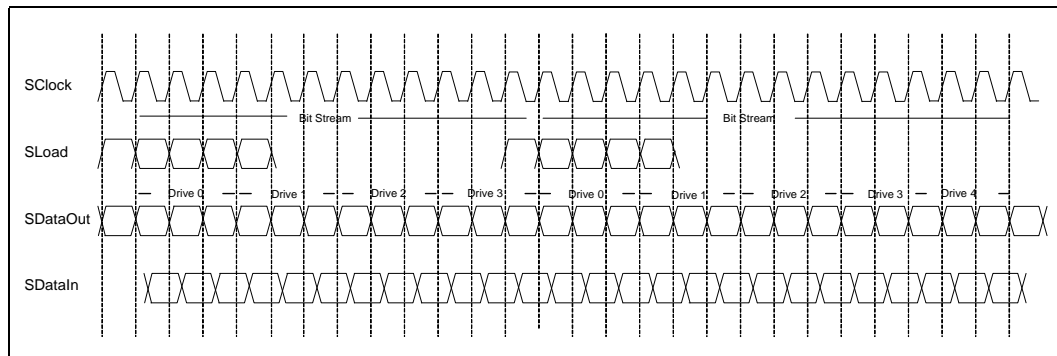 SClock
Bit Stream
Bit Stream
SLoad
Drive 0
Drive 1
Drive 2
Drive 3
Drive 0
Drive 1
Drive 2
Drive 3
Drive 4
SDataOut
SDataIn